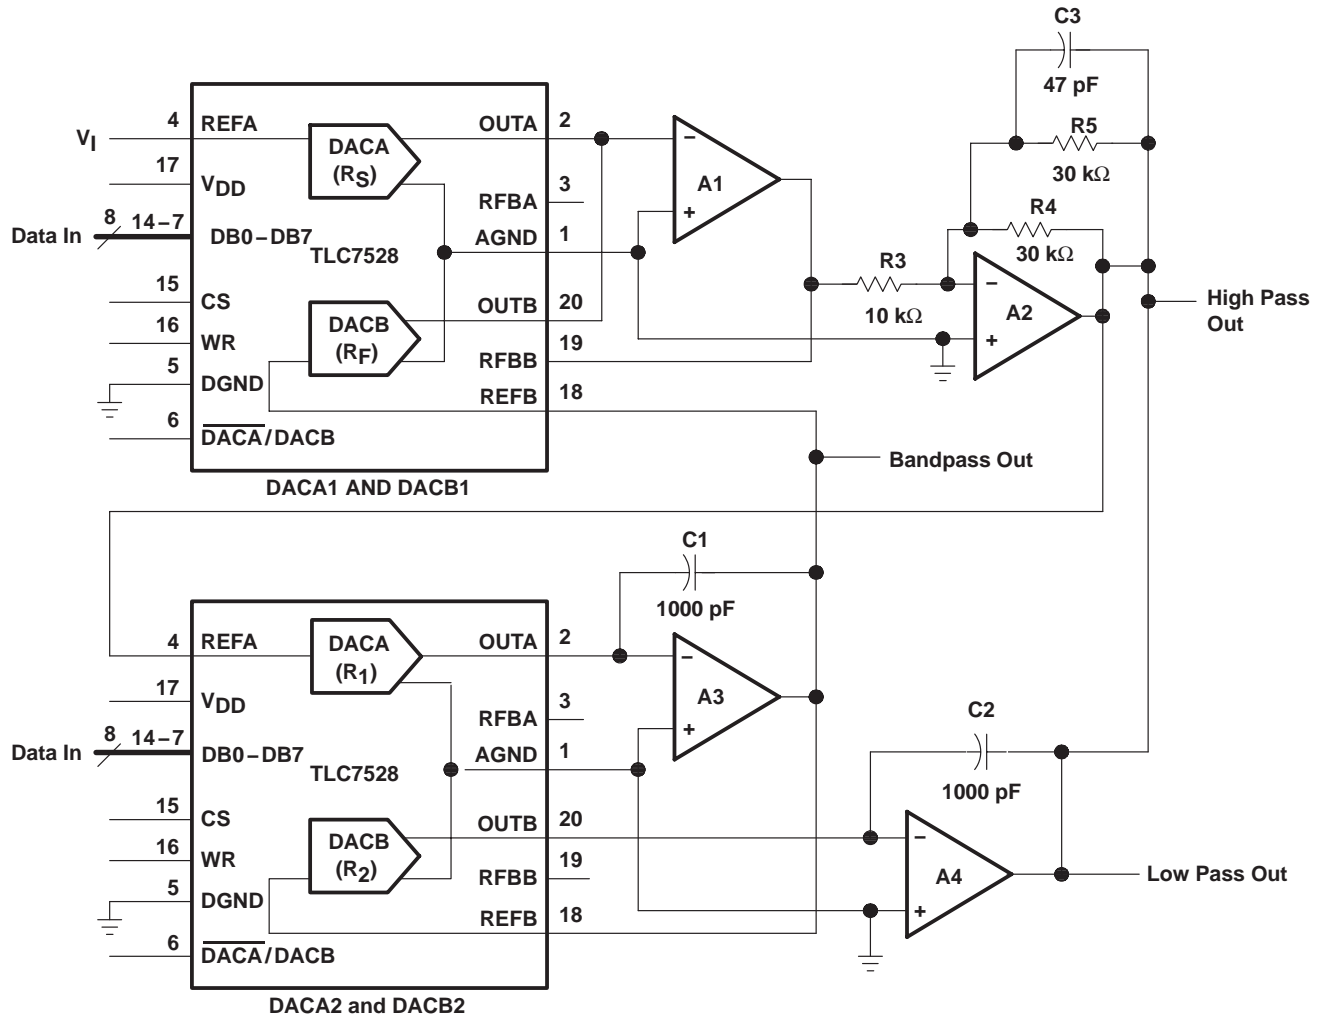 C3
47 pF
R5
30 kΩ
R4
30 kΩ
VI
4
REFA
DACA
(RS)
OUTA
2
A1
−
+
17
VDD
RFBA
3
Data In
8
14–7
DB0–DB7
TLC7528
AGND
1
R3
10 kΩ
A2
−
+
High Pass
Out
15
CS
OUTB
20
16
WR
DACB
(RF)
RFBB
19
5
DGND
REFB
18
6
DACA/DACB
DACA1 AND DACB1
Bandpass Out
C1
1000 pF
4
REFA
DACA
(R1)
OUTA
2
A3
−
+
17
VDD
RFBA
3
Data In
8
14–7
DB0–DB7
TLC7528
AGND
1
C2
1000 pF
15
CS
OUTB
20
16
WR
DACB
(R2)
RFBB
19
A4
−
+
Low Pass Out
5
DGND
REFB
18
6
DACA/DACB
DACA2 and DACB2